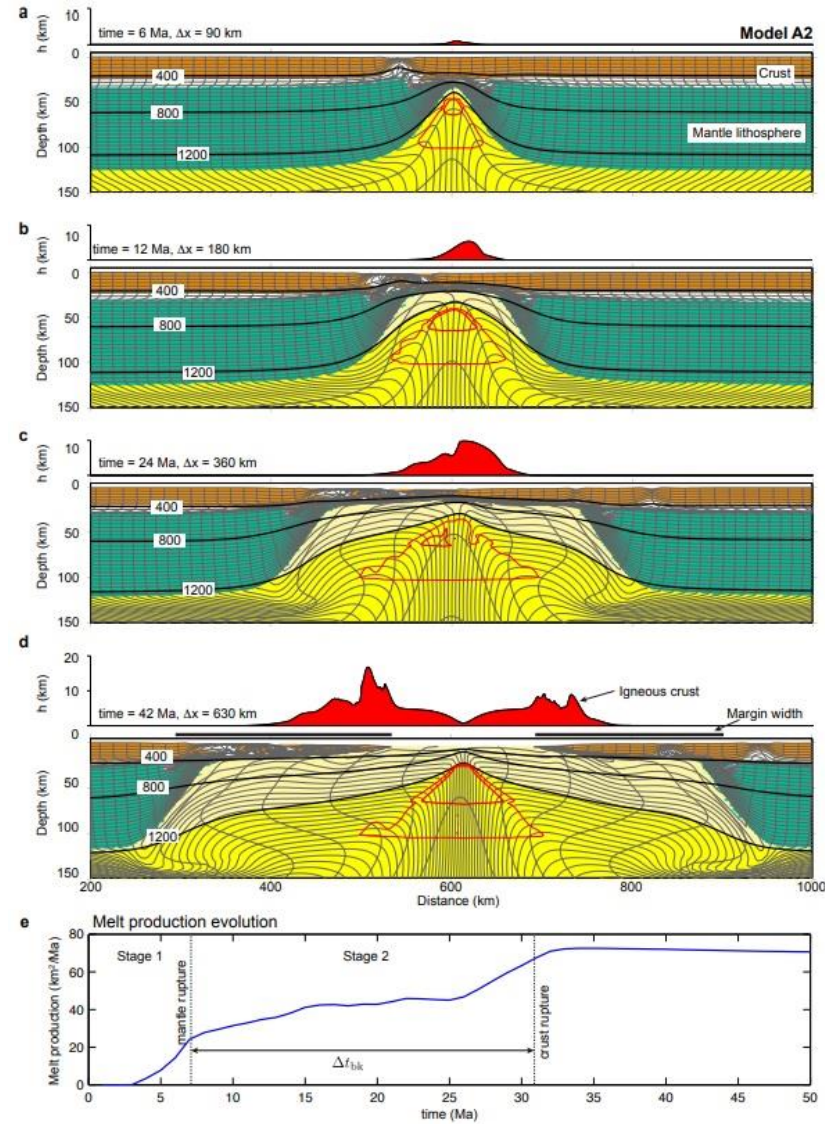 a
10
h (km)
0
time = 6 Ma, Δx = 90 km
Model A2
0
50
100
150
Depth (km)
400
800
1200
Crust
Mantle lithosphere
b
10
h (km)
0
time = 12 Ma, Δx = 180 km
0
50
100
150
Depth (km)
400
800
1200
c
10
h (km)
0
time = 24 Ma, Δx = 360 km
0
50
100
150
Depth (km)
400
800
1200
d
20
10
h (km)
0
time = 42 Ma, Δx = 630 km
Igneous crust
Margin width
0
50
100
150
Depth (km)
400
800
1200
200 400 600 800 1000
Distance (km)
e Melt production evolution
80
60
40
20
0
Melt production (km²/Ma)
Stage 1
mantle rupture
Stage 2
Δt_bk
crust rupture
0 5 10 15 20 25 30 35 40 45 50
time (Ma)